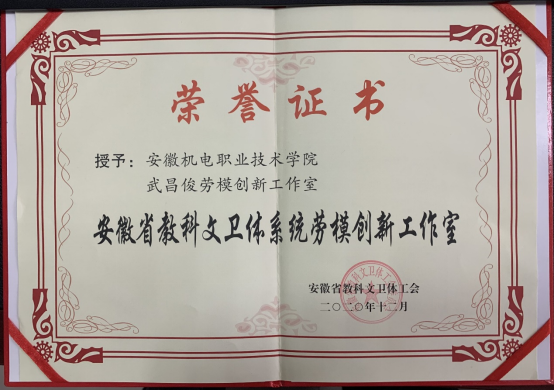 荣誉证书
授予：安徽机电职业技术学院
武昌俊劳模创新工作室
安徽省教科文卫体系统劳模创新工作室
安徽省教科文卫体工会
二〇二〇年十二月